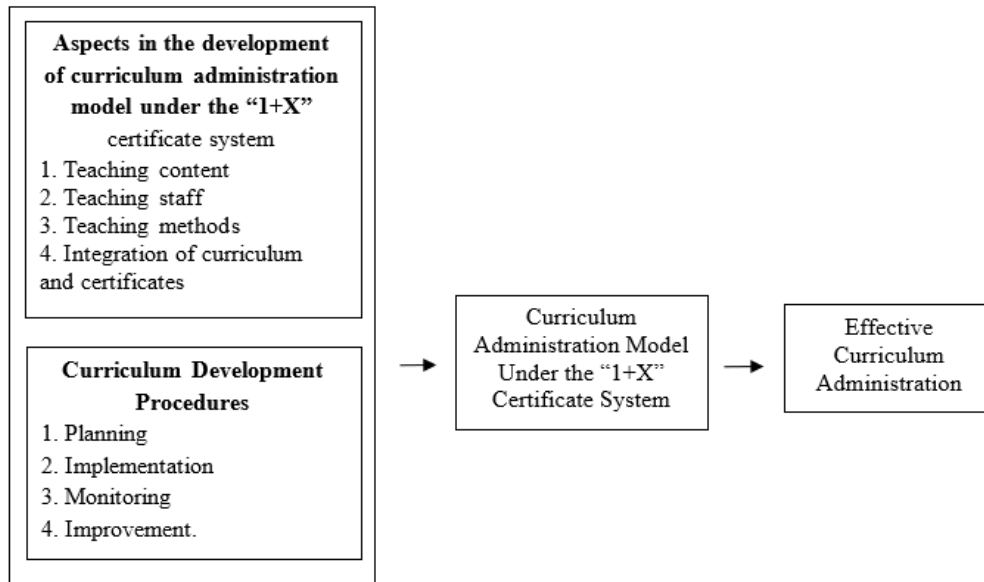 Aspects in the development
of curriculum administration
model under the “1+X”
certificate system
1. Teaching content
2. Teaching staff
3. Teaching methods
4. Integration of curriculum
and certificates
Curriculum Development
Procedures
1. Planning
2. Implementation
3. Monitoring
4. Improvement.
Curriculum
Administration Model
Under the “1+X”
Certificate System
Effective
Curriculum
Administration